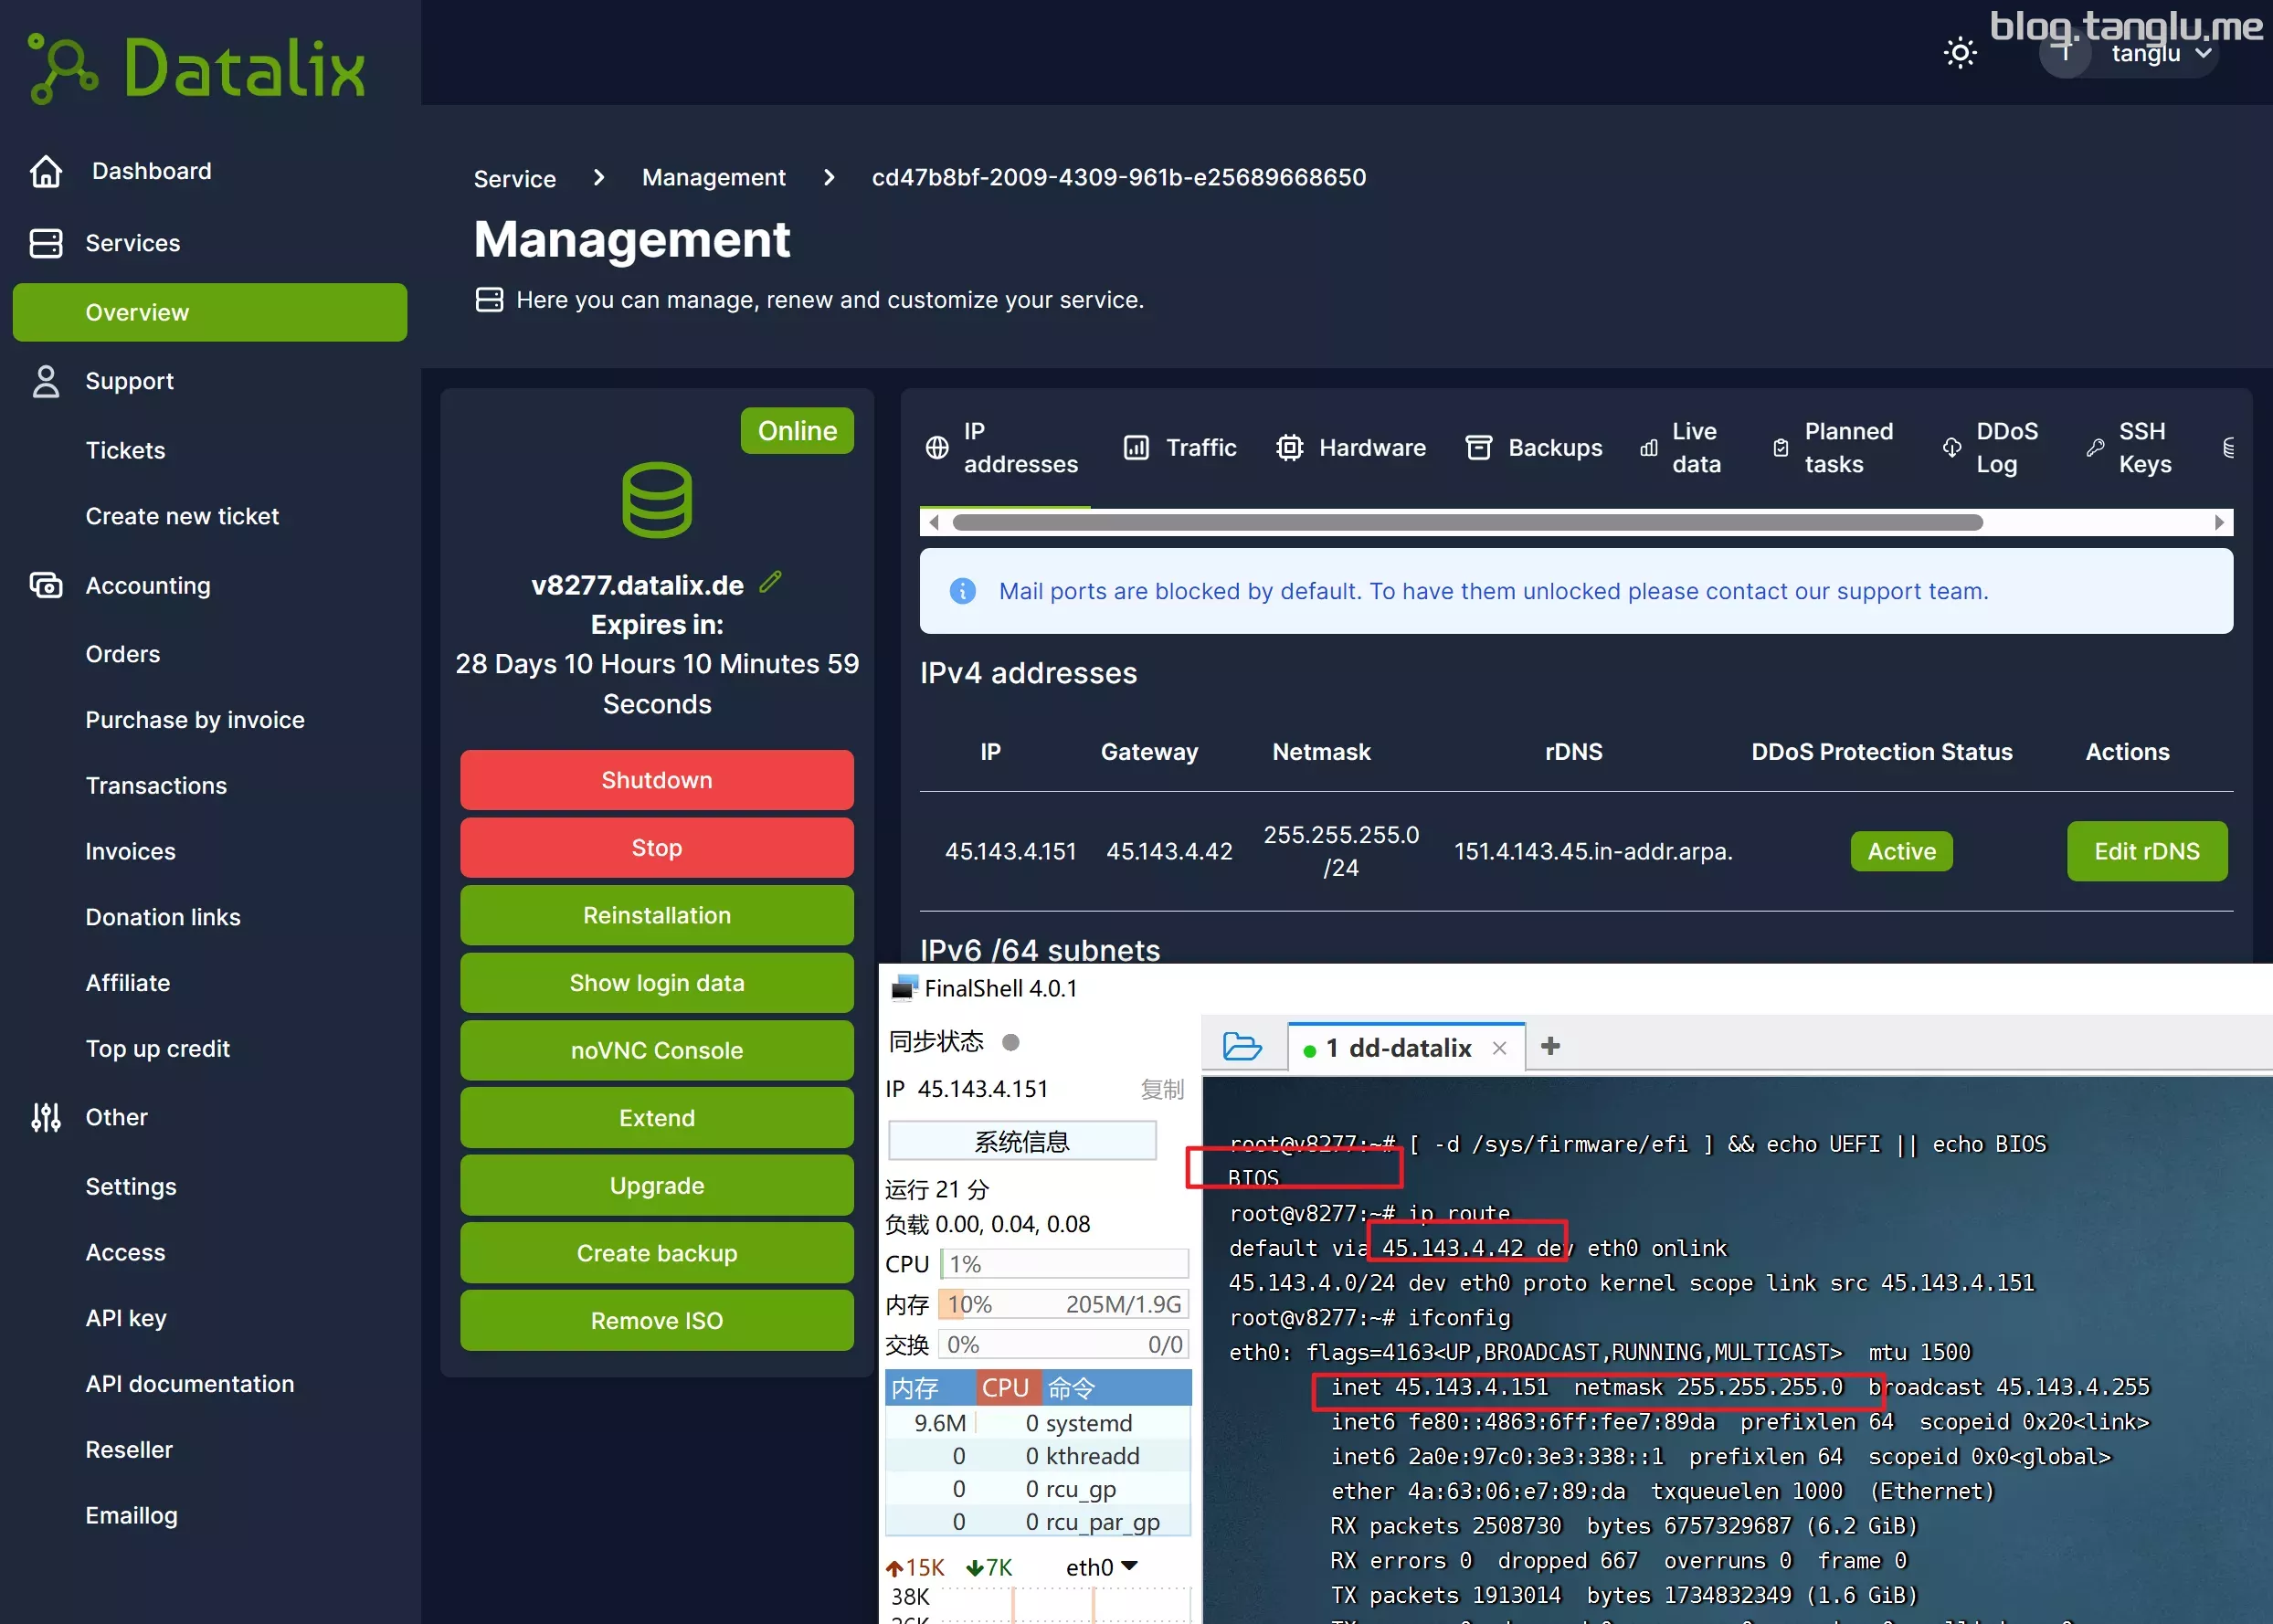 Datalix
blog.tanglu.me
T
tanglu
Dashboard
Services
Overview
Support
Tickets
Create new ticket
Accounting
Orders
Purchase by invoice
Transactions
Invoices
Donation links
Affiliate
Top up credit
Other
Settings
Access
API key
API documentation
Reseller
Emaillog
Service > Management > cd47b8bf-2009-4309-961b-e25689668650
Management
Here you can manage, renew and customize your service.
Online
v8277.datalix.de
Expires in:
28 Days 10 Hours 10 Minutes 59
Seconds
Shutdown
Stop
Reinstallation
Show login data
noVNC Console
Extend
Upgrade
Create backup
Remove ISO
IP addresses
Traffic
Hardware
Backups
Live data
Planned tasks
DDoS Log
SSH Keys
Mail ports are blocked by default. To have them unlocked please contact our support team.
IPv4 addresses
IP Gateway Netmask rDNS DDoS Protection Status Actions
45.143.4.151 45.143.4.42 255.255.255.0 /24 151.4.143.45.in-addr.arpa. Active Edit rDNS
IPv6 /64 subnets
FinalShell 4.0.1
同步状态
IP 45.143.4.151 复制
系统信息
运行 21 分
负载 0.00, 0.04, 0.08
CPU 1%
内存 10% 205M/1.9G
交换 0% 0/0
内存 CPU 命令
9.6M 0 systemd
0 0 kthreadd
0 0 rcu_gp
0 0 rcu_par_gp
15K 7K eth0
38K
1 dd-datalix × +
root@v8277:~# [ -d /sys/firmware/efi ] && echo UEFI || echo BIOS
BIOS
root@v8277:~# ip route
default via 45.143.4.42 dev eth0 onlink
45.143.4.0/24 dev eth0 proto kernel scope link src 45.143.4.151
root@v8277:~# ifconfig
eth0: flags=4163<UP,BROADCAST,RUNNING,MULTICAST>  mtu 1500
inet 45.143.4.151  netmask 255.255.255.0  broadcast 45.143.4.255
inet6 fe80::4863:6ff:fee7:89da  prefixlen 64  scopeid 0x20<link>
inet6 2a0e:97c0:3e3:338::1  prefixlen 64  scopeid 0x0<global>
ether 4a:63:06:e7:89:da  txqueuelen 1000  (Ethernet)
RX packets 2508730  bytes 6757329687 (6.2 GiB)
RX errors 0  dropped 667  overruns 0  frame 0
TX packets 1913014  bytes 1734832349 (1.6 GiB)